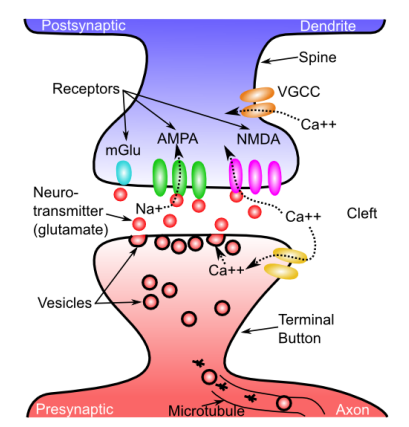 Postsynaptic
Dendrite
Spine
Receptors
VGCC
Ca++
AMPA
NMDA
mGlu
Neuro-
transmitter
(glutamate)
Na+
Ca++
Cleft
Ca++
Vesicles
Terminal
Button
Presynaptic
Microtubule
Axon